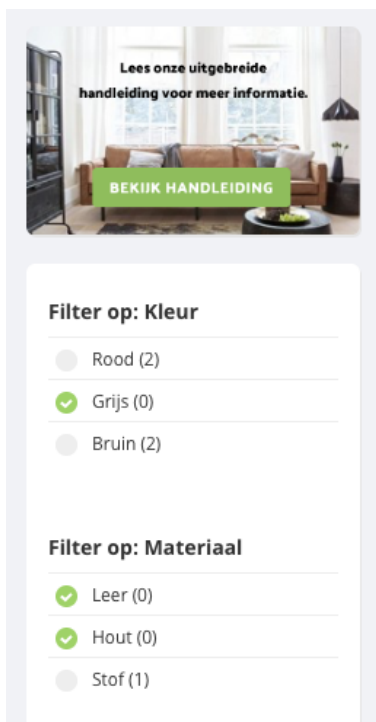 Lees onze uitgebreide
handleiding voor meer informatie.
BEKIJK HANDLEIDING
Filter op: Kleur
Rood (2)
Grijs (0)
Bruin (2)
Filter op: Materiaal
Leer (0)
Hout (0)
Stof (1)